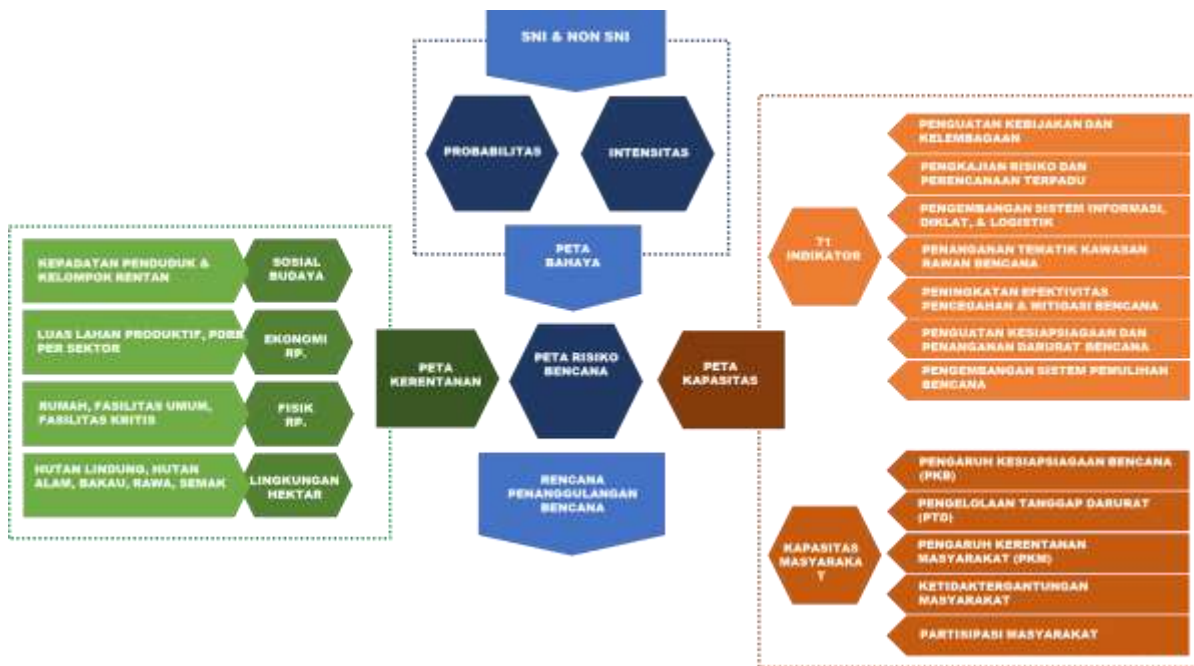 SNI & NON SNI
PROBABILITAS
INTENSITAS
PETA
BAHAYA
KEPADATAN PENDUDUK &
KELOMPOK RENTAN
SOSIAL
BUDAYA
LUAS LAHAN PRODUKTIF, PDRB
PER SEKTOR
EKONOMI
RP.
RUMAH, FASILITAS UMUM,
FASILITAS KRITIS
FISIK
RP.
HUTAN LINDUNG, HUTAN
ALAM, BAKAU, RAWA, SEMAK
LINGKUNGAN
HEKTAR
PETA
KERENTANAN
PETA RISIKO
BENCANA
PETA
KAPASITAS
RENCANA
PENANGGULANGAN
BENCANA
71
INDIKATOR
PENGUATAN KEBIJAKAN DAN
KELEMBAGAAN
PENGKAJIAN RISIKO DAN
PERENCANAAN TERPADU
PENGEMBANGAN SISTEM INFORMASI,
DIKLAT, & LOGISTIK
PENANGANAN TEMATIK KAWASAN
RAWAN BENCANA
PENINGKATAN EFEKTIVITAS
PENCEGAHAN & MITIGASI BENCANA
PENGUATAN KESIAPSIAGAAN DAN
PENANGANAN DARURAT BENCANA
PENGEMBANGAN SISTEM PEMULIHAN
BENCANA
KAPASITAS
MASYARAKA
T
PENGARUH KESIAPSIAGAAN BENCANA
(PKB)
PENGELOLAAN TANGGAP DARURAT
(PTD)
PENGARUH KERENTANAN
MASYARAKAT (PKM)
KETIDAKTERGANTUNGAN
MASYARAKAT
PARTISIPASI MASYARAKAT